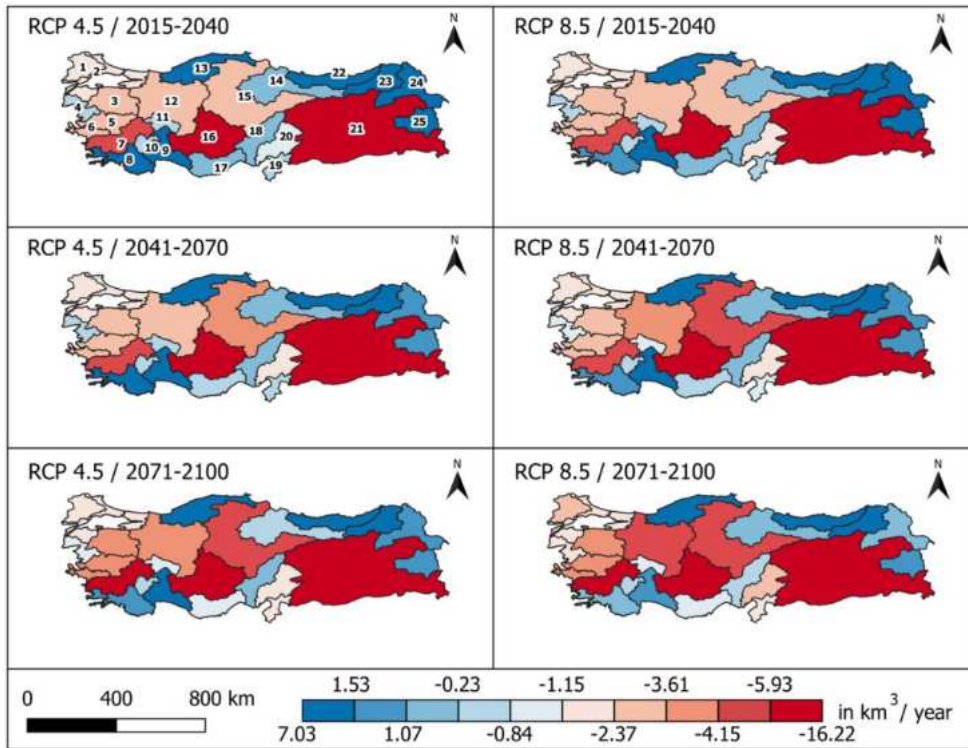 RCP 4.5 / 2015-2040
N
RCP 8.5 / 2015-2040
N
1
2
3
4
5
6
7
8
9
10
11
12
13
14
15
16
17
18
19
20
21
22
23
24
25
RCP 4.5 / 2041-2070
N
RCP 8.5 / 2041-2070
N
RCP 4.5 / 2071-2100
N
RCP 8.5 / 2071-2100
N
0 400 800 km
1.53 -0.23 -1.15 -3.61 -5.93
in km³/ year
7.03 1.07 -0.84 -2.37 -4.15 -16.22